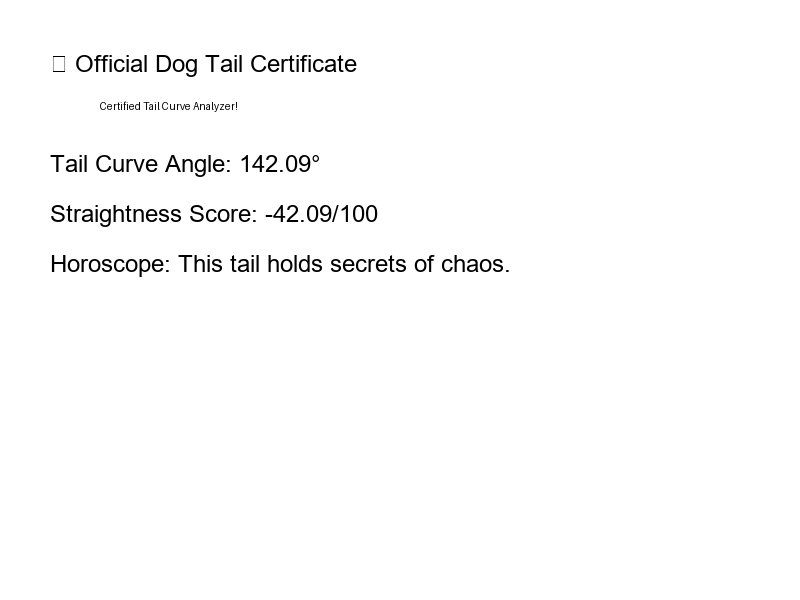 □ Official Dog Tail Certificate
Certified Tail Curve Analyzer!
Tail Curve Angle: 142.09°
Straightness Score: -42.09/100
Horoscope: This tail holds secrets of chaos.